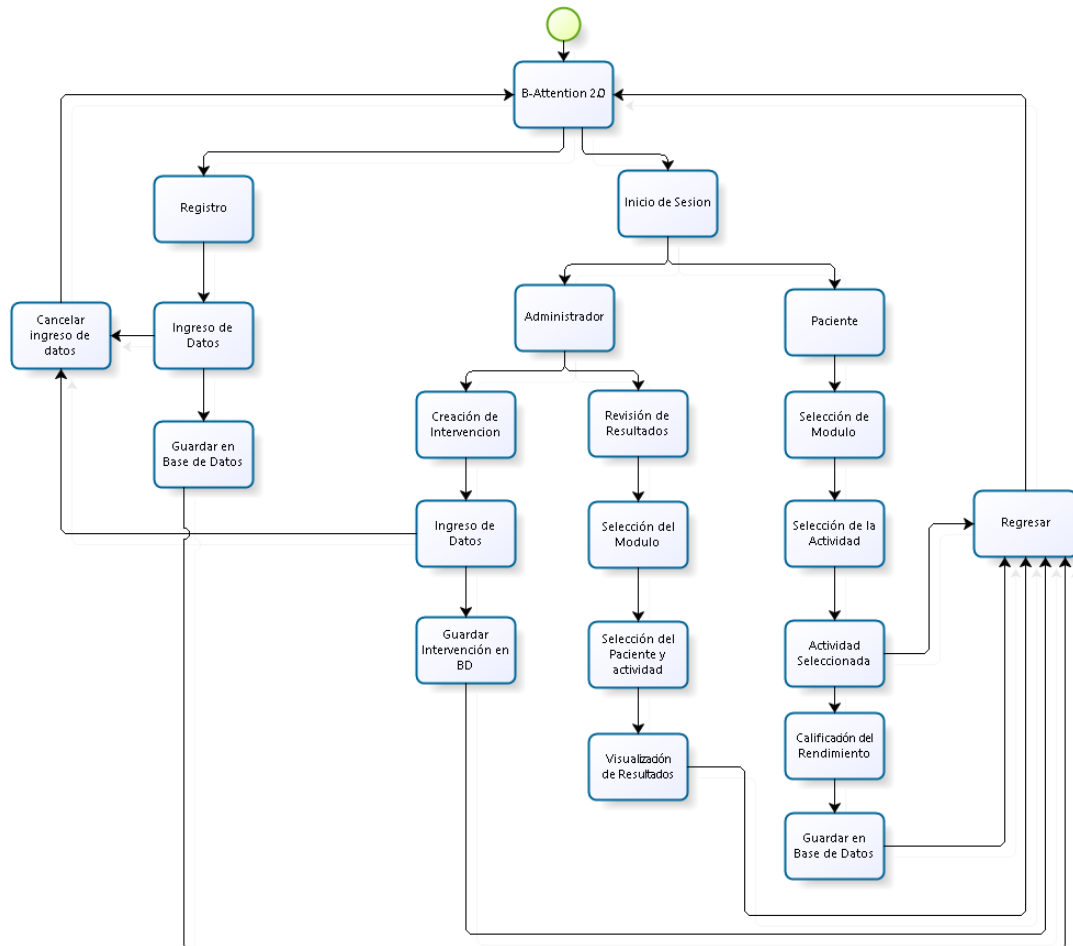 B-Attention 2.0
Registro
Inicio de Sesion
Administrador
Paciente
Cancelar
ingreso de
datos
Ingreso de
Datos
Creación de
Intervencion
Revisión de
Resultados
Selección de
Modulo
Guardar en
Base de Datos
Ingreso de
Datos
Selección del
Modulo
Selección de la
Actividad
Regresar
Guardar
Intervención en
BD
Selección del
Paciente y
actividad
Actividad
Seleccionada
Visualización
de Resultados
Calificación del
Rendimiento
Guardar en
Base de Datos